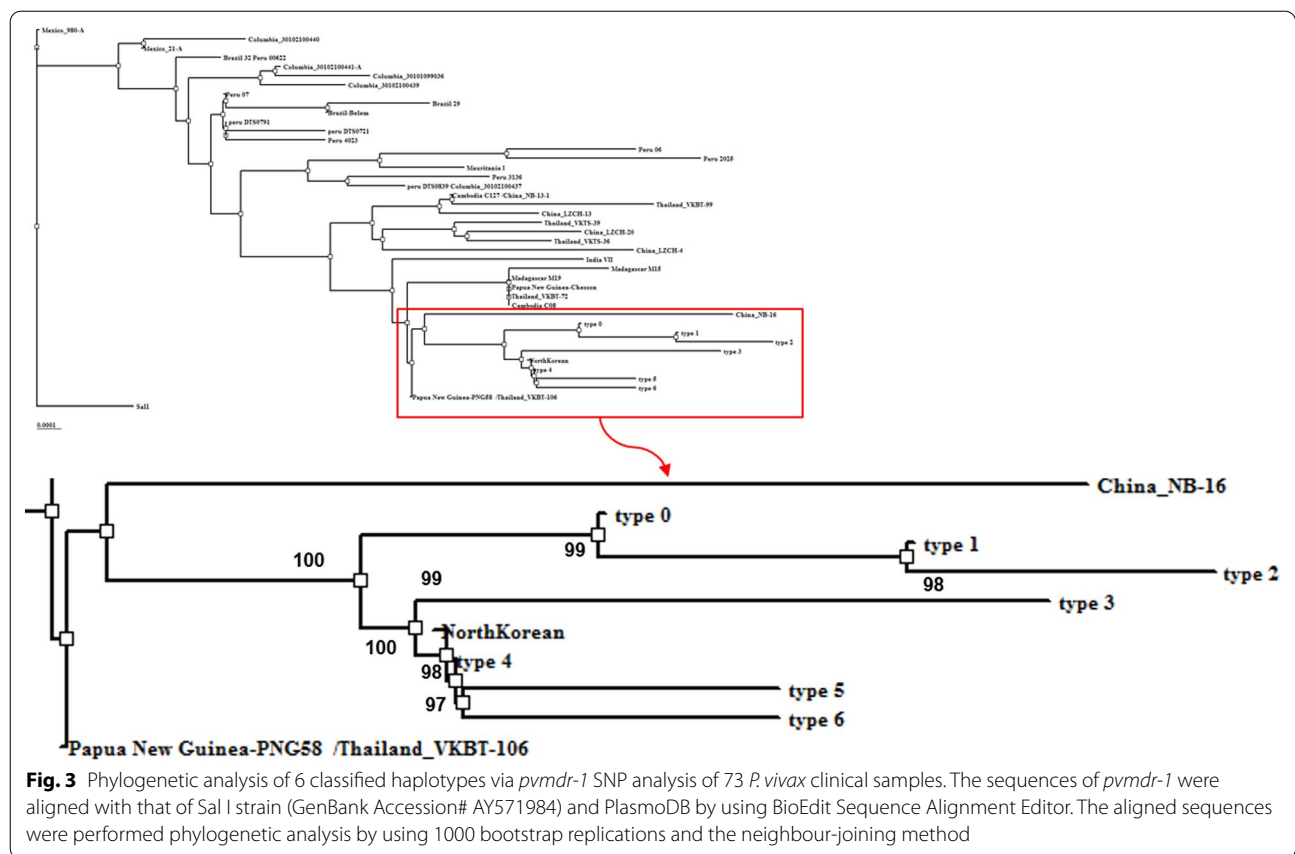 Mexico_980-A
Columbia_30102100440
Mexico_21-A
Brazil 32 Peru 00622
Columbia_30102100441-A
Columbia_30101099036
Columbia_30102100439
Peru 07
Brazil 29
Brazil-Belem
peru DTS0791
peru DTS0721
Peru 4023
Peru 06
Peru 2025
Mauritania I
Peru 3136
peru DTS0839 Columbia_30102100437
Cambodia C127 /China_NB-13-1
Thailand_VKBT-99
China_LZCH-13
Thailand_VKTS-39
China_LZCH-20
Thailand_VKTS-36
China_LZCH-4
India VII
Madagascar M15
Madagascar M19
Papua New Guinea-Chesson
Thailand_VKBT-72
Cambodia C08
China_NB-16
type 0
type 1
type 2
type 3
NorthKorean
type 4
type 5
type 6
Papua New Guinea-PNG58 /Thailand_VKBT-106
Sal1
0.0001
China_NB-16
type 0
99
100
type 1
98
type 2
99
type 3
NorthKorean
100
type 4
98
type 5
97
type 6
Papua New Guinea-PNG58 /Thailand_VKBT-106
Fig. 3 Phylogenetic analysis of 6 classified haplotypes via pvmdr-1 SNP analysis of 73 P. vivax clinical samples. The sequences of pvmdr-1 were
aligned with that of Sal I strain (GenBank Accession# AY571984) and PlasmoDB by using BioEdit Sequence Alignment Editor. The aligned sequences
were performed phylogenetic analysis by using 1000 bootstrap replications and the neighbour-joining method